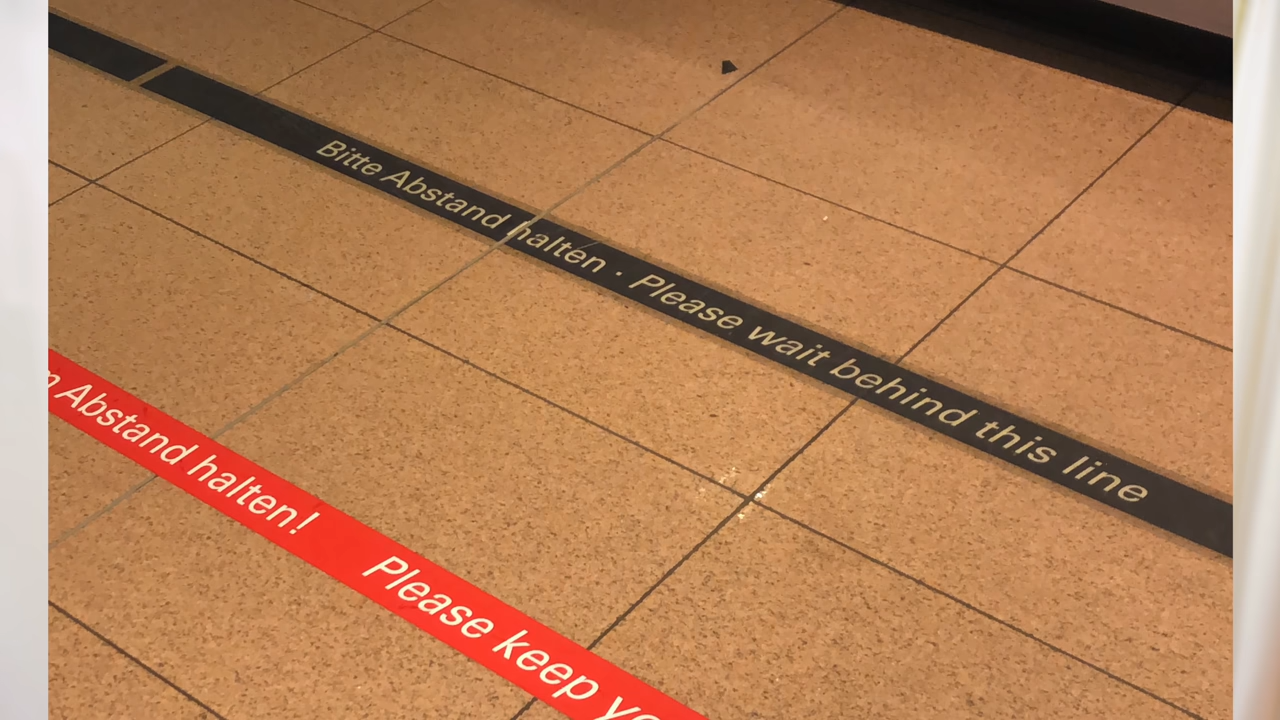 Bitte Abstand halten · Please wait behind this line
Abstand halten! Please keep